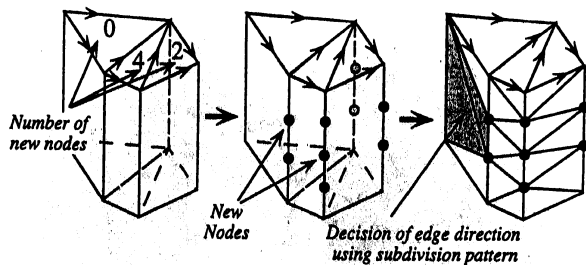 0
4
2
Number of
new nodes
New
Nodes
Decision of edge direction
using subdivision pattern